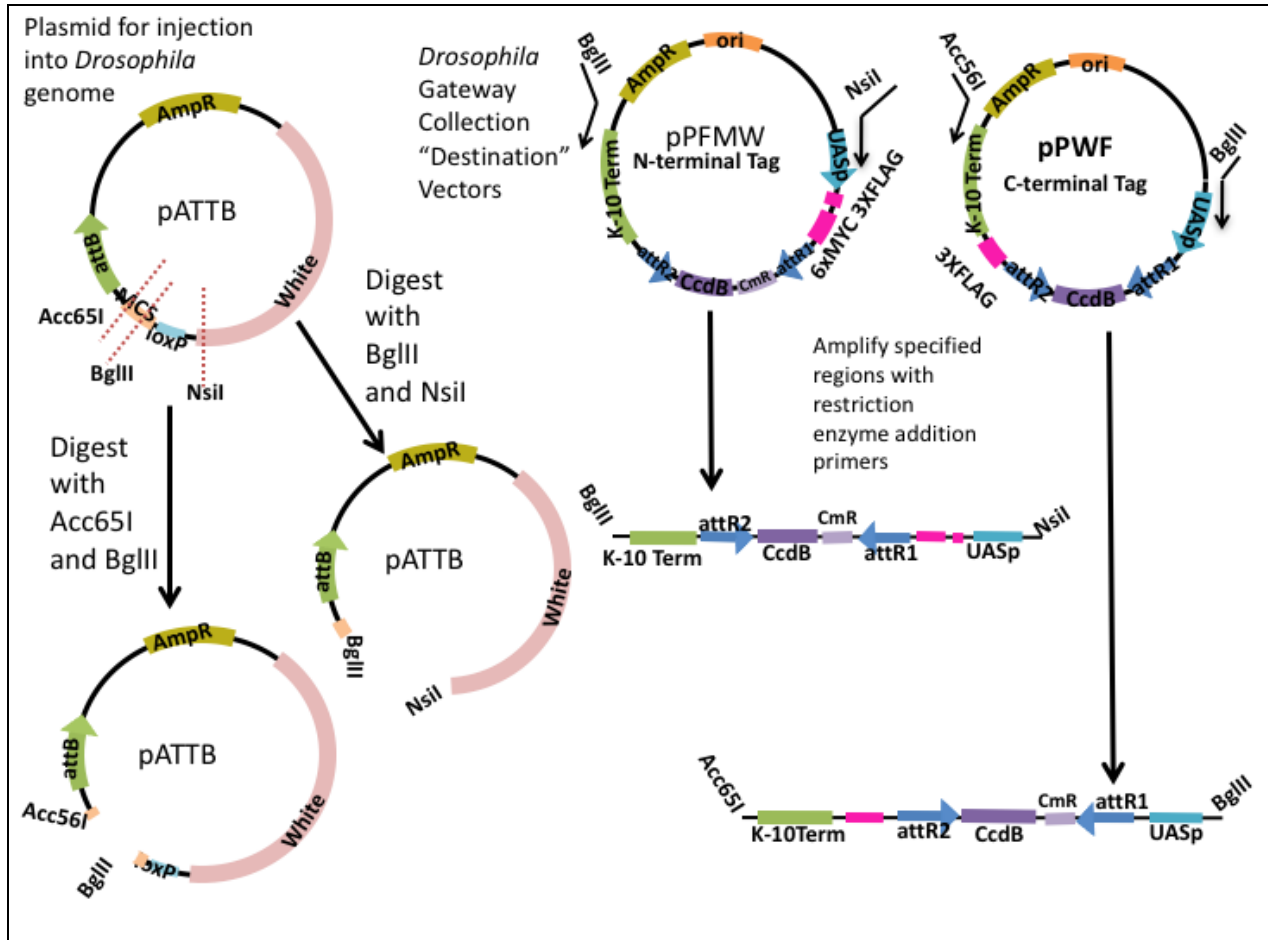 Plasmid for injection
into Drosophila
genome
AmpR
pATTB
attB
White
MCS
loxP
Acc65I
BglII
NsiI
Digest
with
BglII
and NsiI
Digest
with
Acc65I
and BglII
AmpR
pATTB
attB
White
BglII
NsiI
AmpR
pATTB
attB
White
Acc56I
BglII
loxP
Drosophila
Gateway
Collection
“Destination”
Vectors
BglII
AmpR
ori
NsiI
pPFMW
N-terminal Tag
UASp
K-10 Term
6xMYC 3XFLAG
attR2
CcdB
CmR
attR1
Acc56I
AmpR
ori
BglII
pPWF
C-terminal Tag
K-10 Term
UASp
3XFLAG
attR2
CcdB
attR1
Amplify specified
regions with
restriction
enzyme addition
primers
BglII
K-10 Term
attR2
CcdB
CmR
attR1
UASp
NsiI
Acc65I
K-10Term
attR2
CcdB
CmR
attR1
UASp
BglII